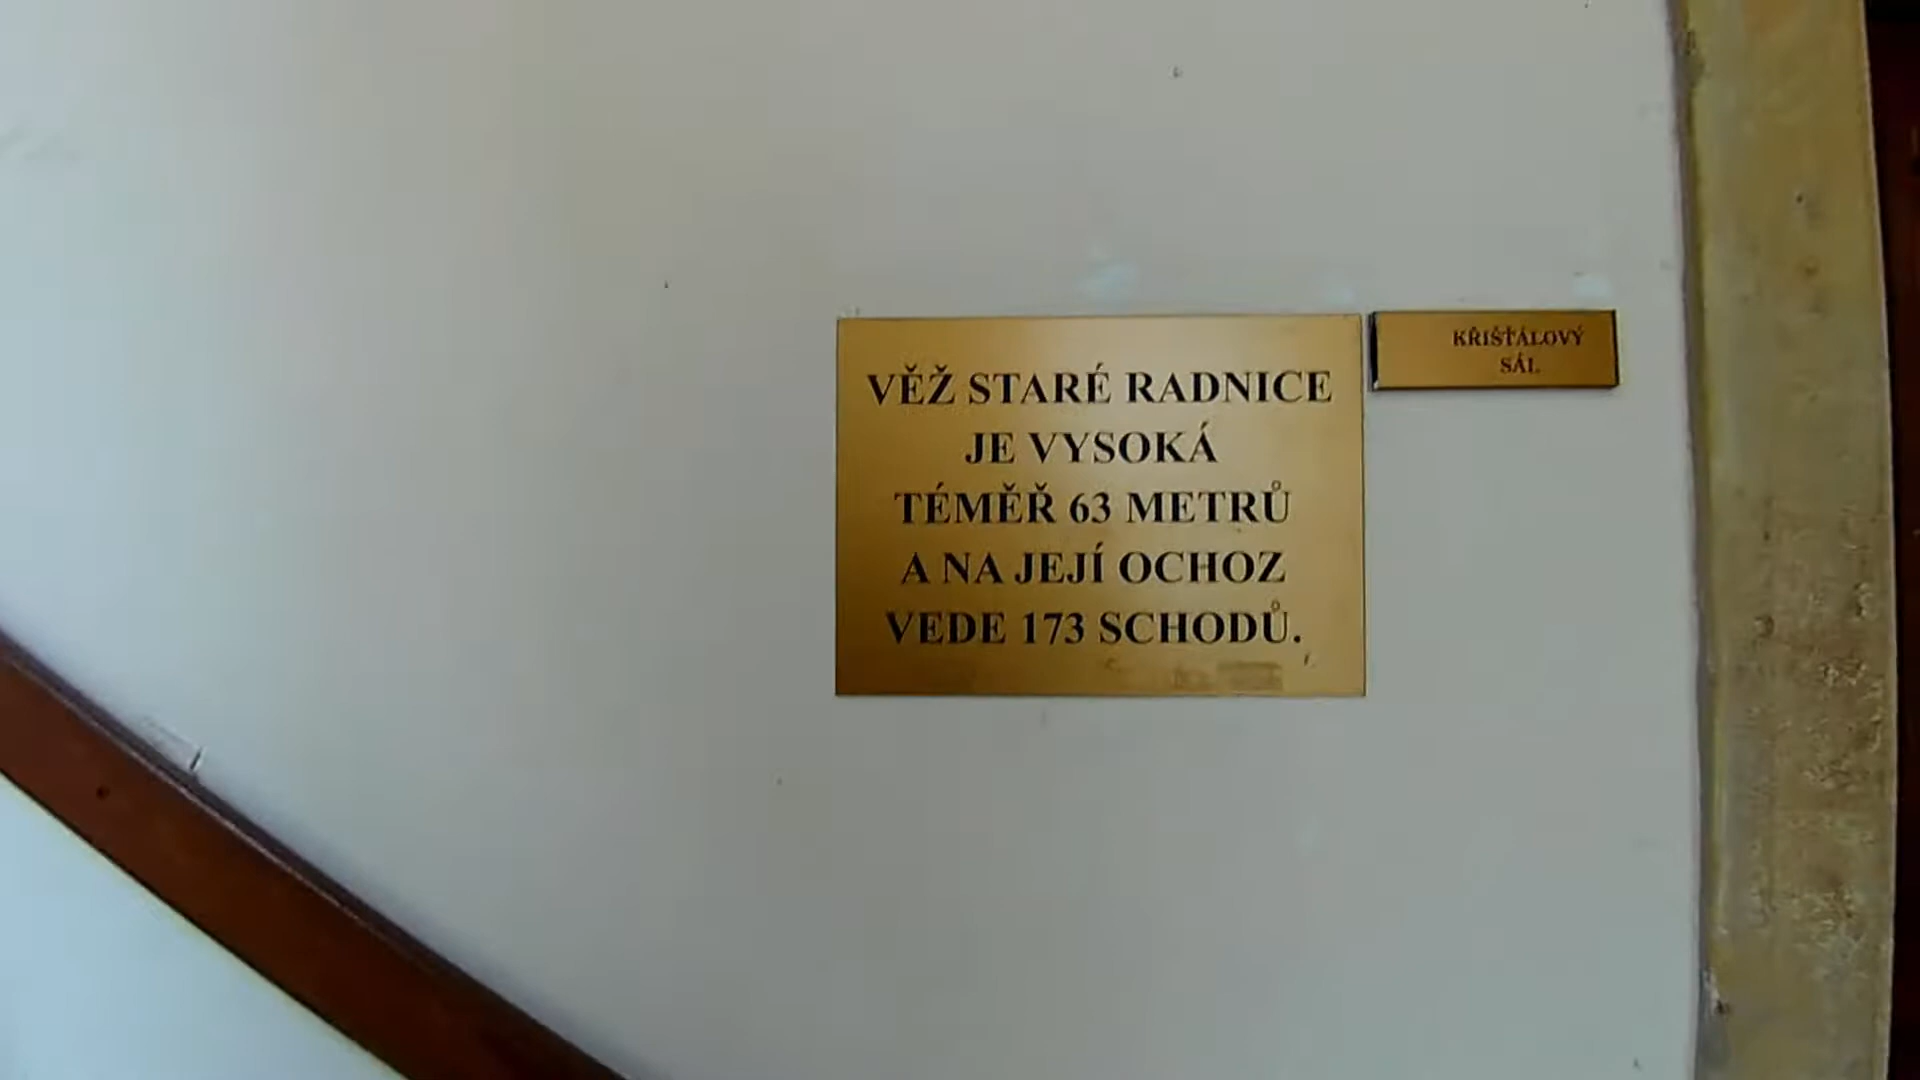 VĚŽ STARÉ RADNICE
JE VYSOKÁ
TÉMĚŘ 63 METRŮ
A NA JEJÍ OCHOZ
VEDE 173 SCHODŮ.
KŘIŠŤÁLOVÝ
SÁL